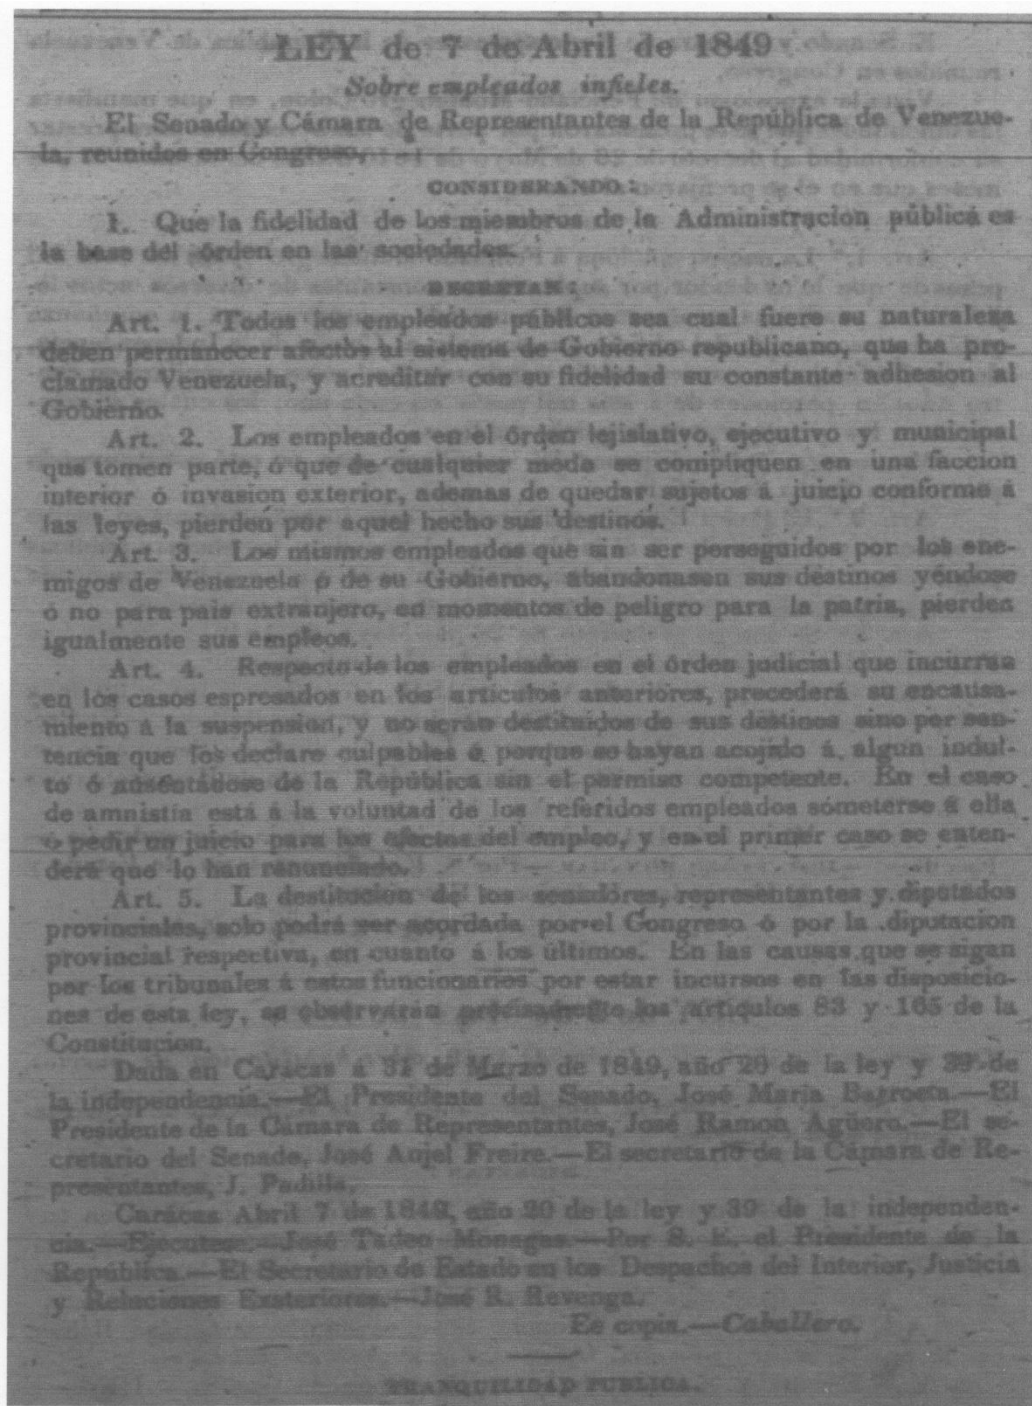 LEY de 7 de Abril de 1849
Sobre empleados infieles.
El Senado y Cámara de Representantes de la República de Venezue-
la, reunidos en Congreso,
CONSIDERANDO:
1. Que la fidelidad de los miembros de la Administracion pública es
la base del órden en las sociedades.
DECRETAN:
Art. 1. Todos los empleados públicos sea cual fuere su naturaleza
deben permanecer afectos al sistema de Gobierno republicano, que ha pro-
clamado Venezuela, y acreditar con su fidelidad su constante adhesion al
Gobierno.
Art. 2. Los empleados en el órden lejislativo, ejecutivo y municipal
que tomen parte, ó que de cualquier modo se compliquen en una faccion
interior ó invasion exterior, ademas de quedar sujetos á juicio conforme á
las leyes, pierden por aquel hecho sus destinos.
Art. 3. Los mismos empleados que sin ser perseguidos por los ene-
migos de Venezuela ó de su Gobierno, abandonasen sus destinos yéndose
ó no para pais extranjero, en momentos de peligro para la patria, pierden
igualmente sus empleos.
Art. 4. Respecto de los empleados en el órden judicial que incurran
en los casos espresados en los artículos anteriores, precederá su encausa-
miento á la suspension, y no serán destituidos de sus destinos sino por sen-
tencia que los declare culpables ó porque se hayan acojido á algun indul-
to ó ausentádose de la República sin el permiso competente. En el caso
de amnistía está á la voluntad de los referidos empleados someterse á ella
ó pedir un juicio para los efectos del empleo, y en el primer caso se enten-
derá que lo han renunciado.
Art. 5. La destitucion de los senadores, representantes y diputados
provinciales, solo podrá ser acordada por el Congreso ó por la diputacion
provincial respectiva, en cuanto á los últimos. En las causas que se sigan
por los tribunales á estos funcionarios por estar incursos en las disposicio-
nes de esta ley, se observarán precisamente los artículos 83 y 165 de la
Constitucion.
Dada en Carácas á 31 de Marzo de 1849, año 20 de la ley y 39 de
la independencia.—El Presidente del Senado, José María Barroeta.—El
Presidente de la Cámara de Representantes, José Ramon Agüero.—El se-
cretario del Senado, José Anjel Freire.—El secretario de la Cámara de Re-
presentantes, J. Padilla.
Carácas Abril 7 de 1849, año 20 de la ley y 39 de la independen-
cia.—Ejecútese.—José Tadeo Monagas.—Por S. E. el Presidente de la
República.—El Secretario de Estado en los Despachos del Interior, Justicia
y Relaciones Exsteriores.—José R. Revenga.
Es copia.—Caballero.
TRANQUILIDAD PUBLICA.